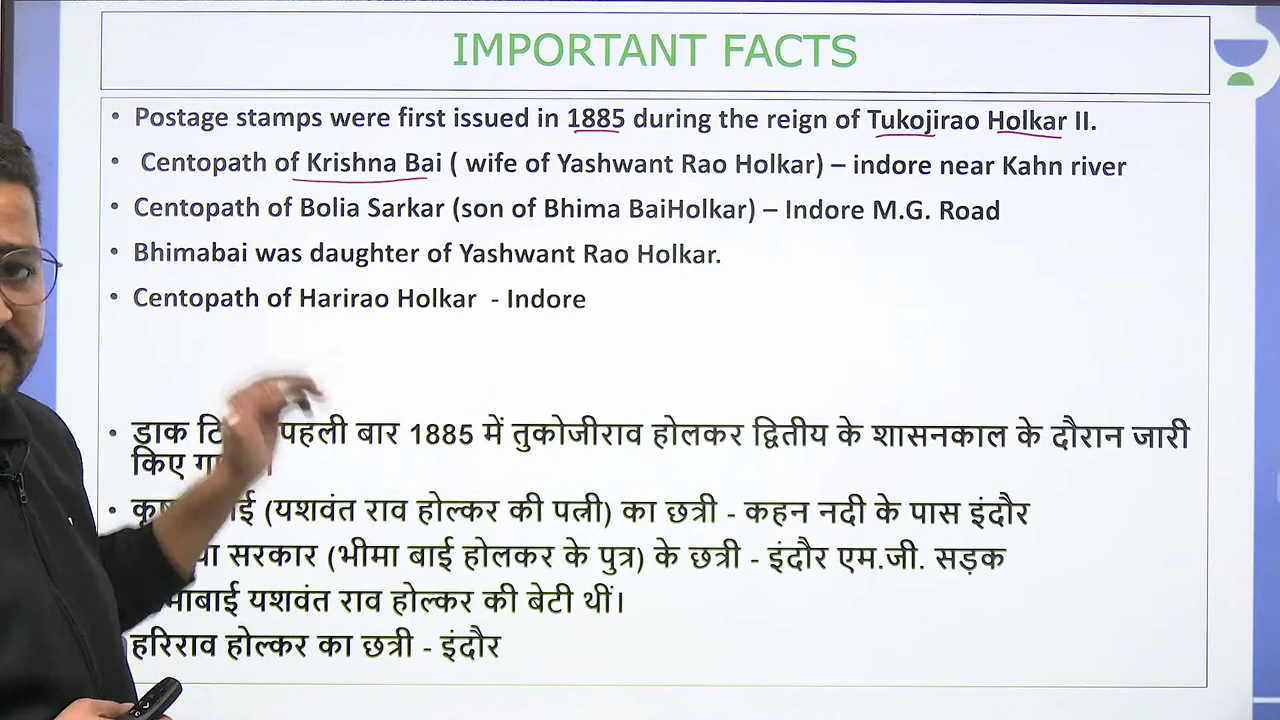 IMPORTANT FACTS
• Postage stamps were first issued in 1885 during the reign of Tukojirao Holkar II.
• Centopath of Krishna Bai ( wife of Yashwant Rao Holkar) – indore near Kahn river
• Centopath of Bolia Sarkar (son of Bhima BaiHolkar) – Indore M.G. Road
• Bhimabai was daughter of Yashwant Rao Holkar.
• Centopath of Harirao Holkar - Indore
• डाक पहली बार 1885 में तुकोजीराव होलकर द्वितीय के शासनकाल के दौरान जारी
किए
• (यशवंत राव होल्कर की पत्नी) का छत्री - कहन नदी के पास इंदौर
सरकार (भीमा बाई होलकर के पुत्र) के छत्री - इंदौर एम.जी. सड़क
यशवंत राव होल्कर की बेटी थीं।
हरिराव होल्कर का छत्री - इंदौर